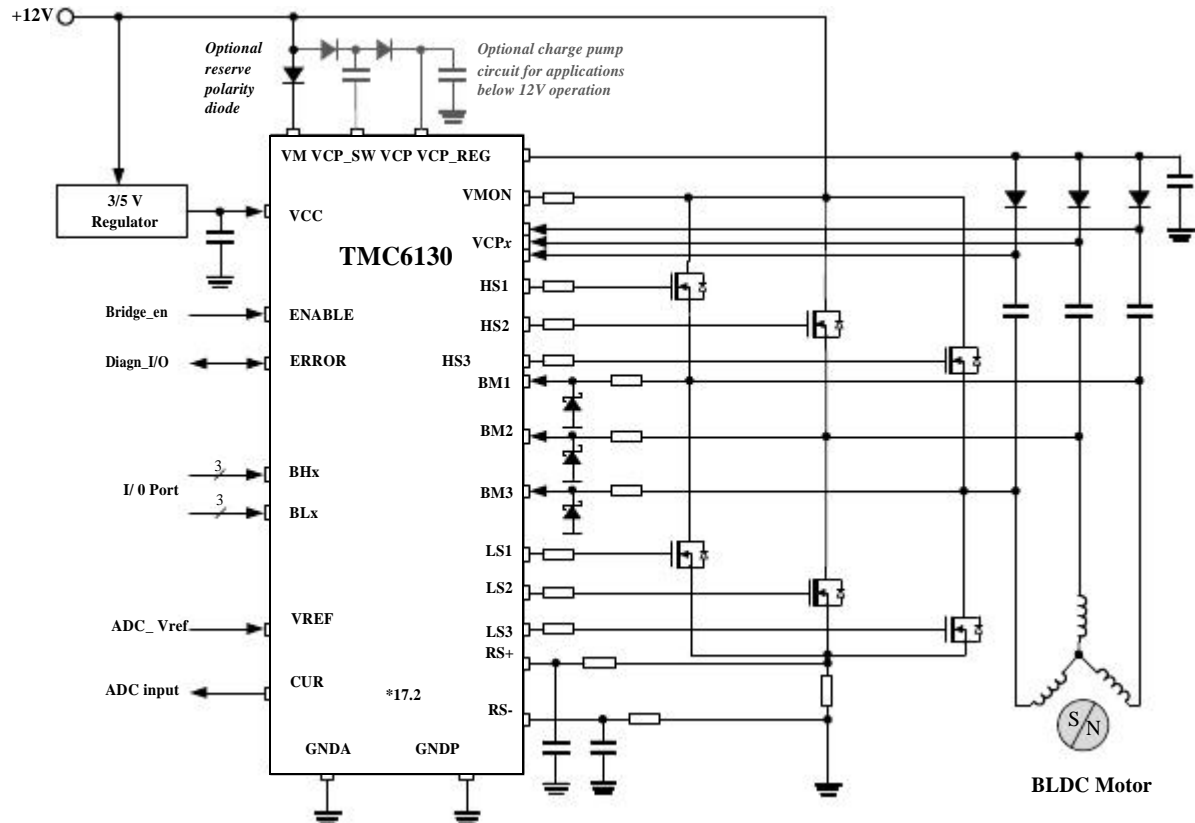 +12V
Optional
reserve
polarity
diode
Optional charge pump
circuit for applications
below 12V operation
VM VCP_SW VCP VCP_REG
3/5 V
Regulator
VCC
VMON
VCPx
TMC6130
HS1
Bridge_en
ENABLE
HS2
Diagn_I/O
ERROR
HS3
BM1
BM2
3
BHx
I/ 0 Port
BM3
3
BLx
LS1
LS2
ADC_ Vref
VREF
LS3
RS+
ADC input
CUR
*17.2
RS-
GNDA
GNDP
S
N
BLDC Motor